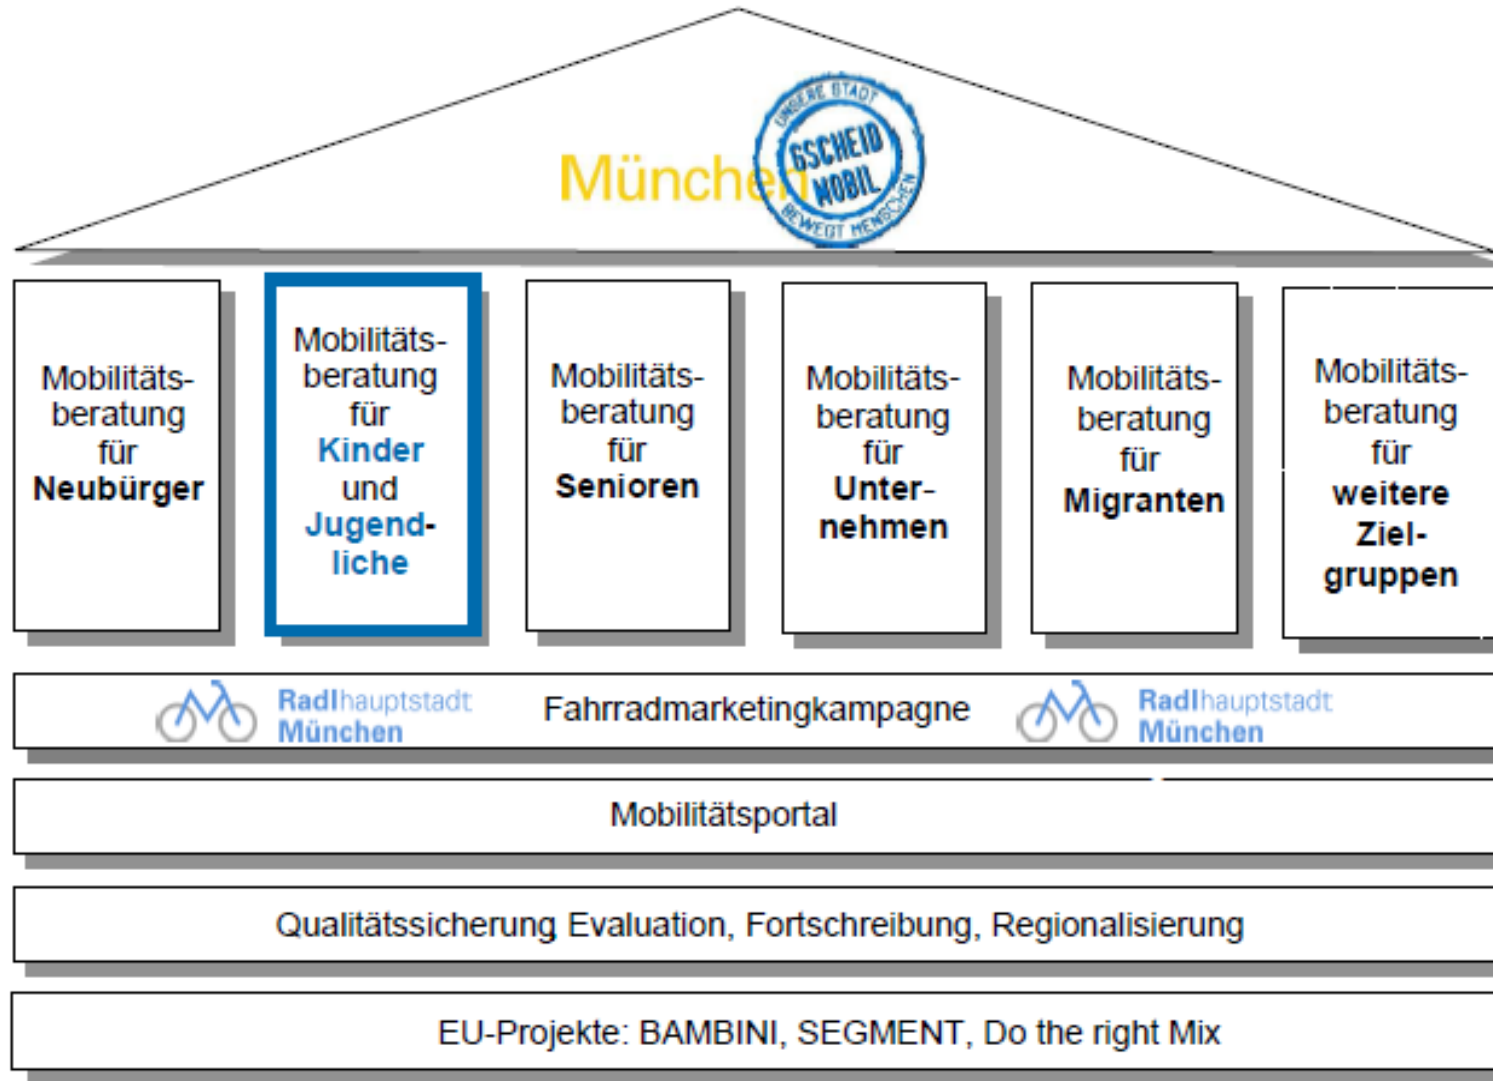 München
UNSERE STADT
GSCHEID
MOBIL
BEWEGT MENSCHEN
Mobilitäts-
beratung
für
Neubürger
Mobilitäts-
beratung
für
Kinder
und
Jugend-
liche
Mobilitäts-
beratung
für
Senioren
Mobilitäts-
beratung
für
Unter-
nehmen
Mobilitäts-
beratung
für
Migranten
Mobilitäts-
beratung
für
weitere
Ziel-
gruppen
Radlhauptstadt
München
Fahrradmarketingkampagne
Radlhauptstadt
München
Mobilitätsportal
Qualitätssicherung Evaluation, Fortschreibung, Regionalisierung
EU-Projekte: BAMBINI, SEGMENT, Do the right Mix